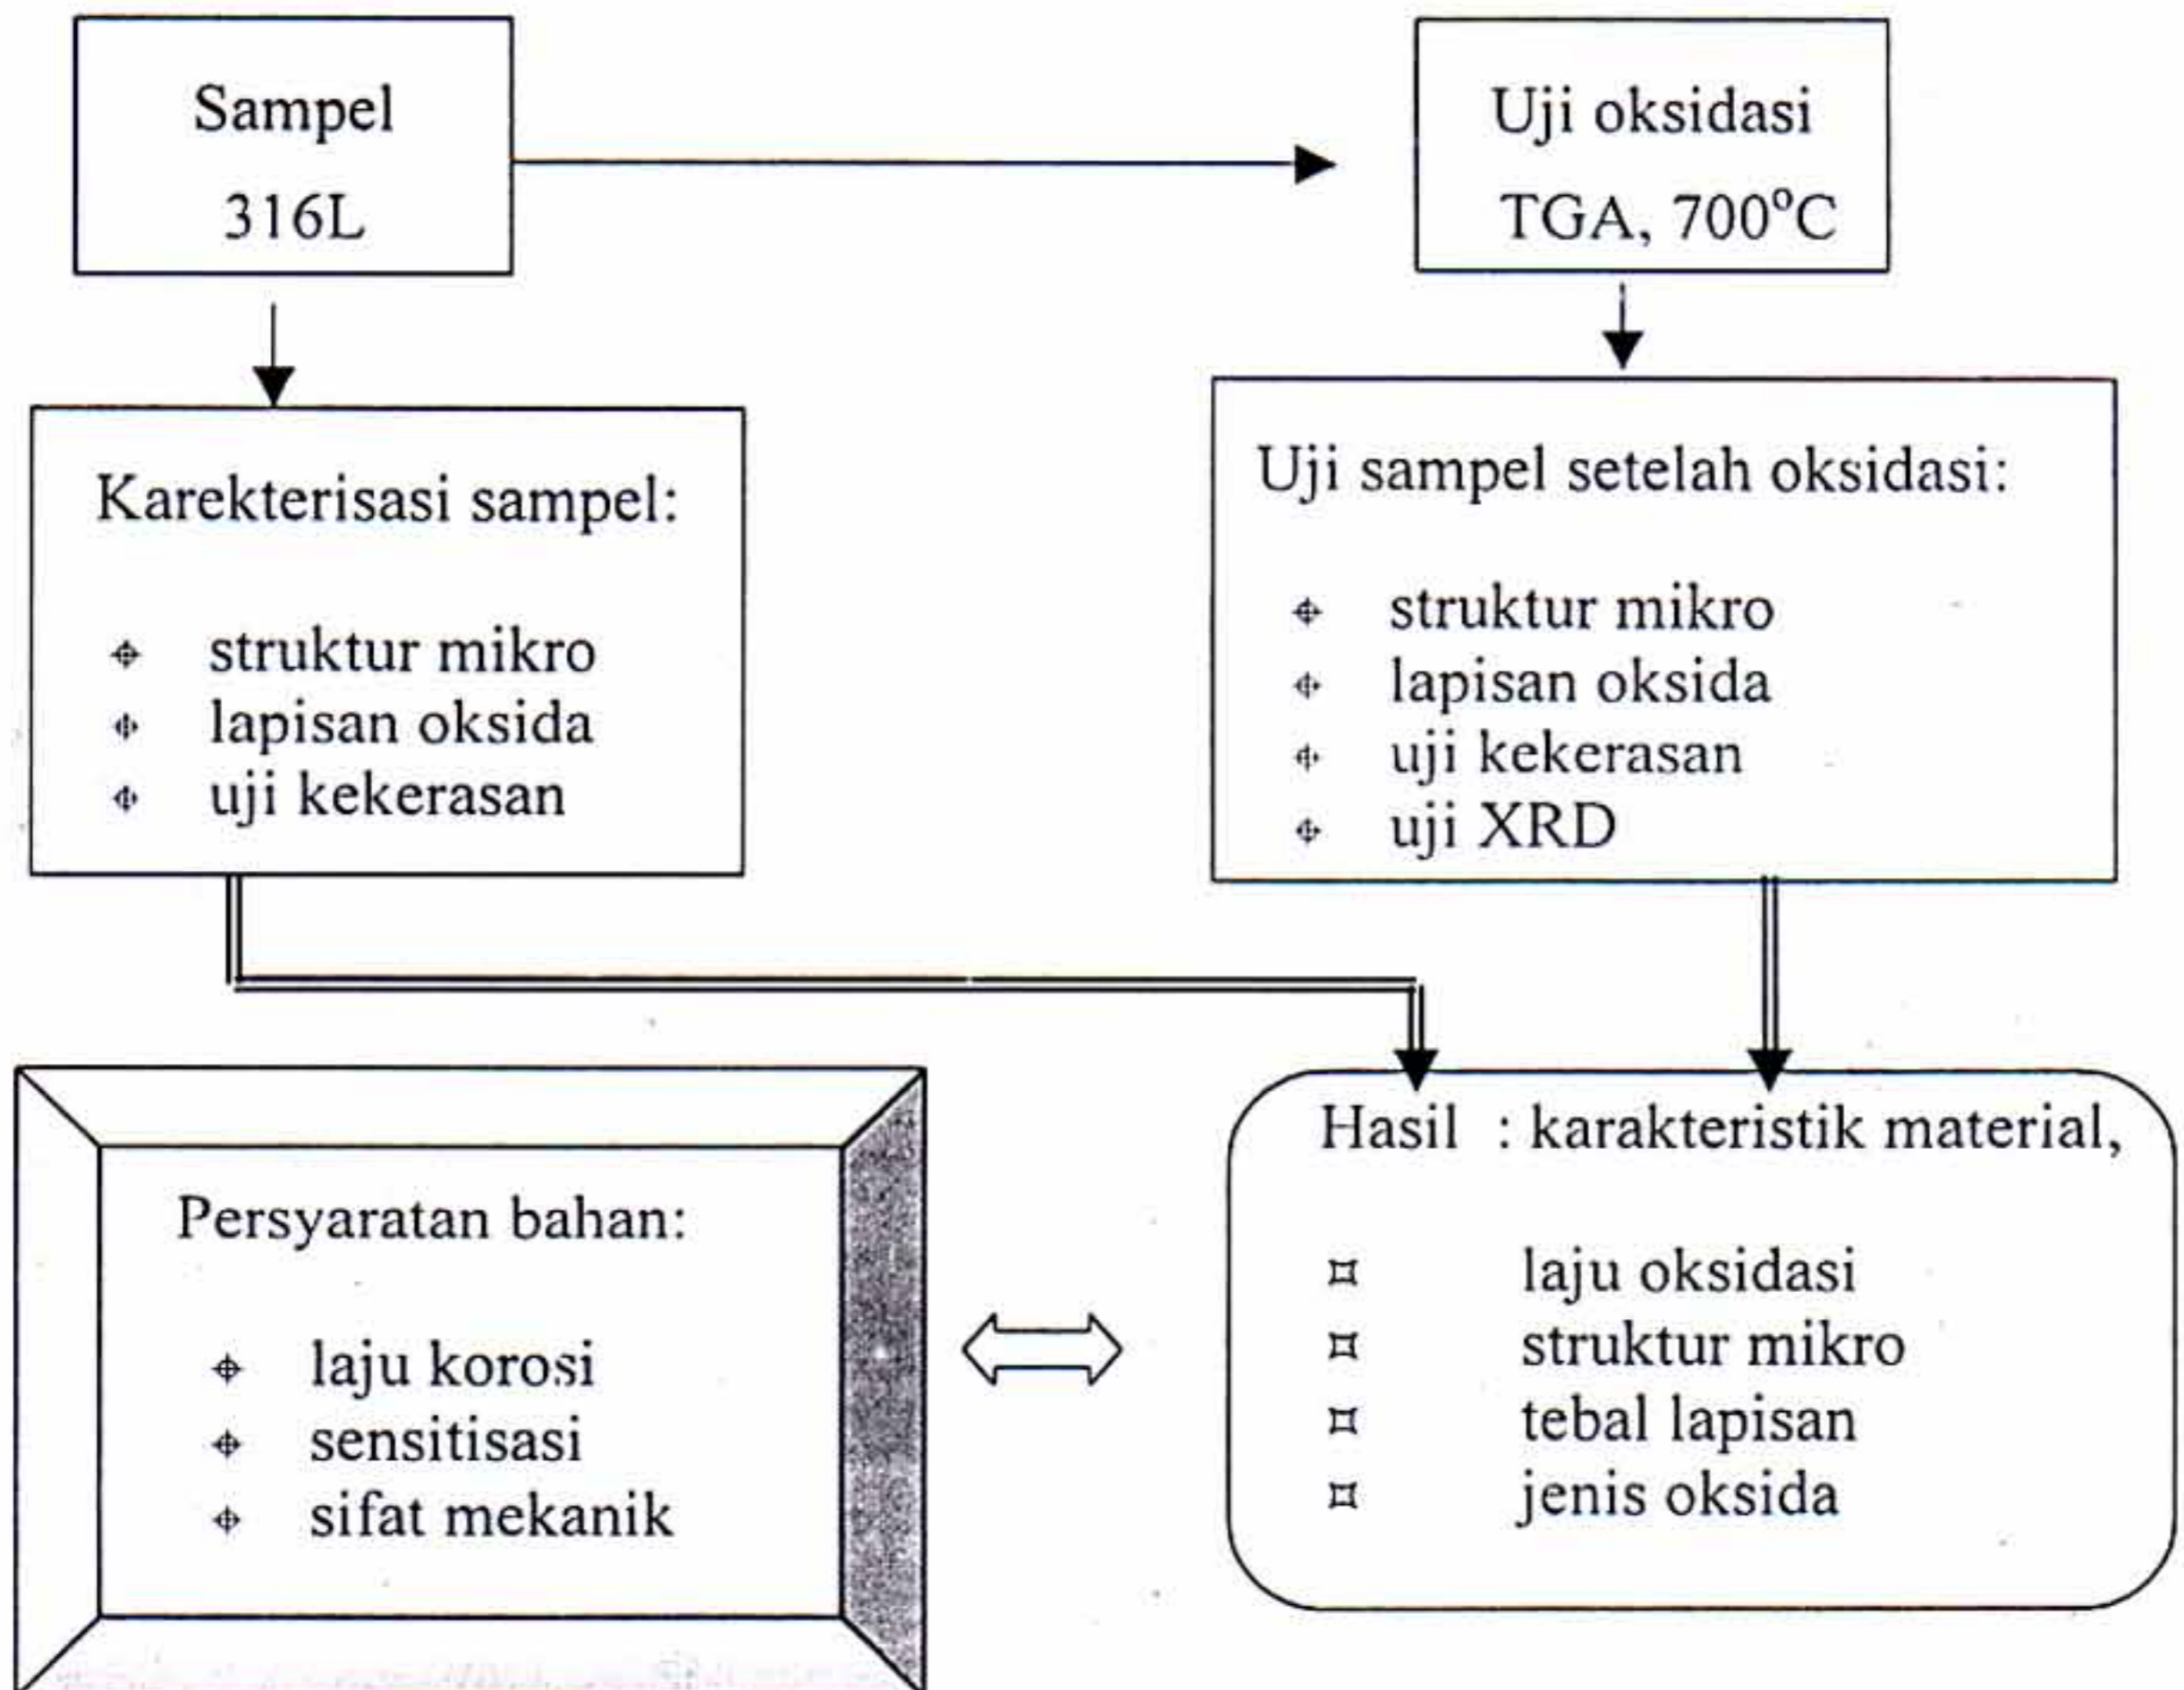 Sampel
316L
Uji oksidasi
TGA, 700°C
Karekterisasi sampel:
struktur mikro
lapisan oksida
uji kekerasan
Uji sampel setelah oksidasi:
struktur mikro
lapisan oksida
uji kekerasan
uji XRD
Persyaratan bahan:
laju korosi
sensitisasi
sifat mekanik
Hasil : karakteristik material,
laju oksidasi
struktur mikro
tebal lapisan
jenis oksida